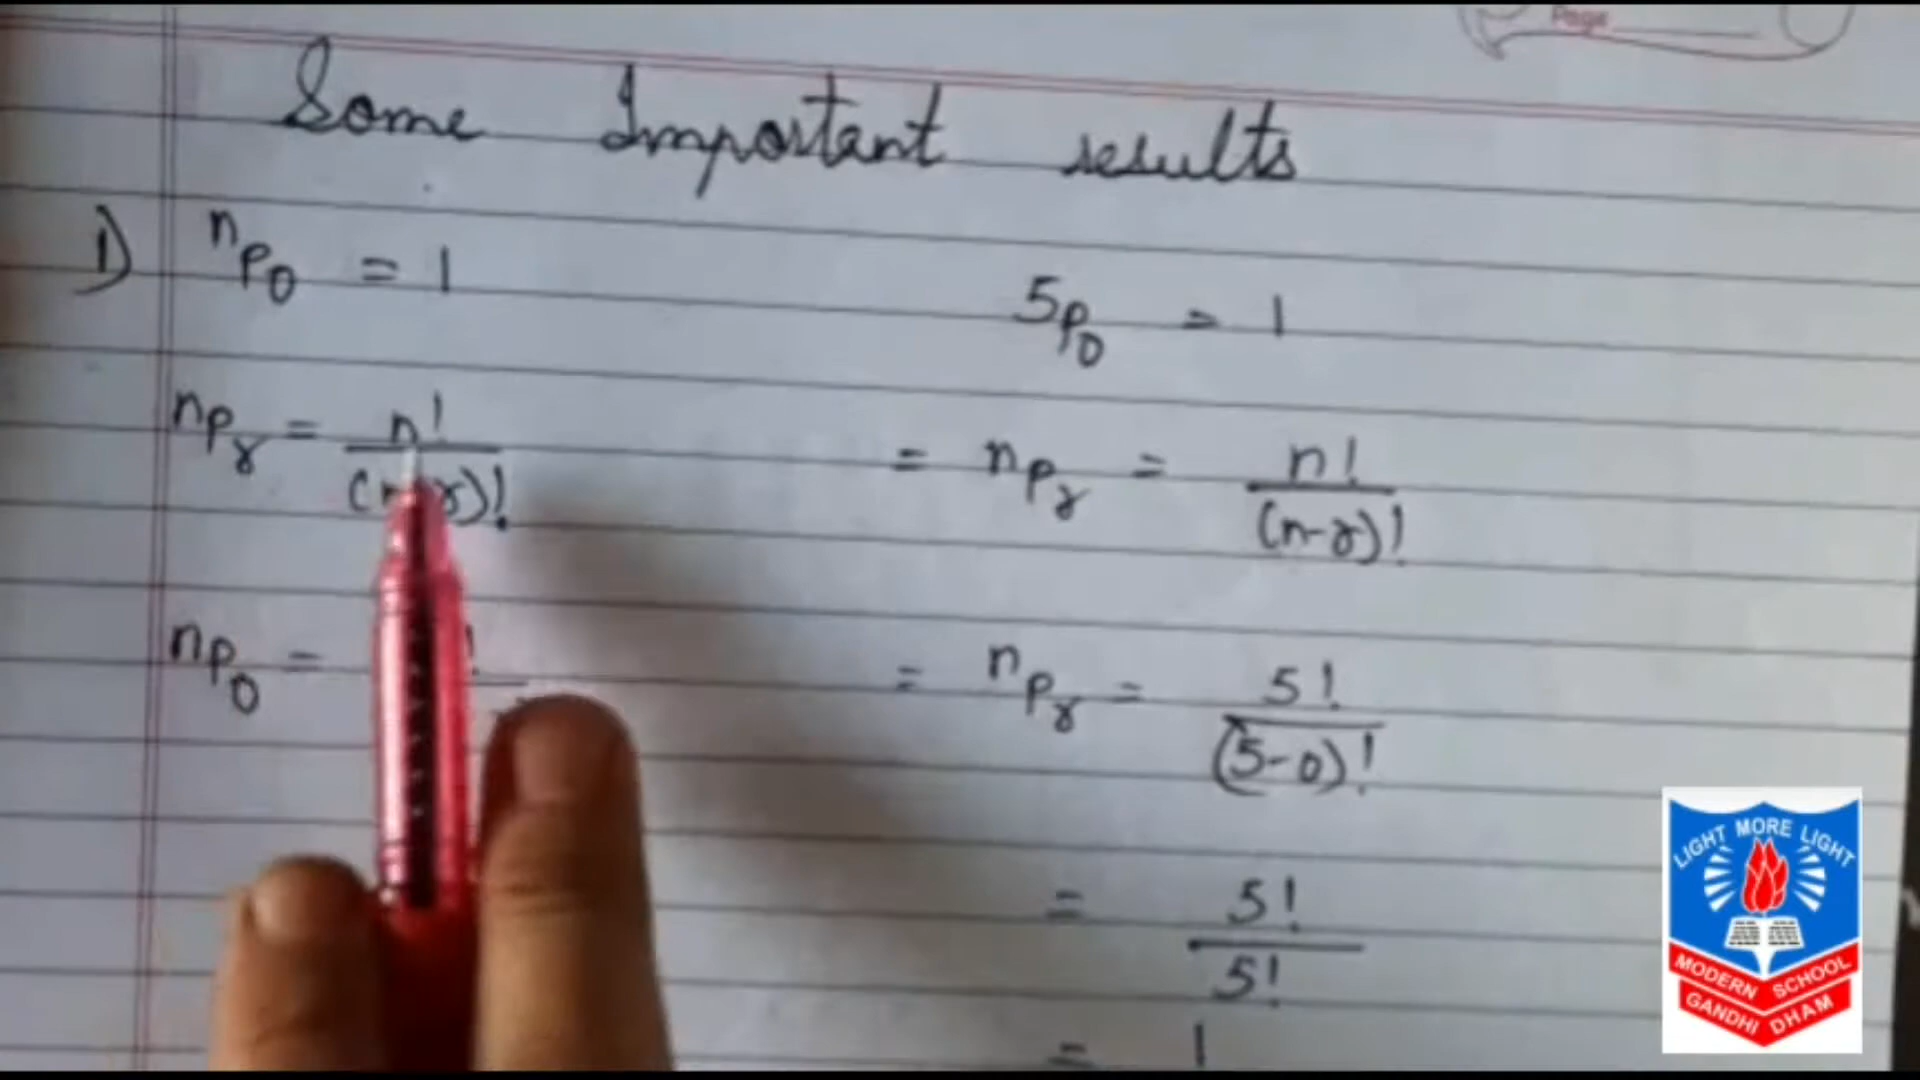 Page
Some Important results
1) nP0 = 1
5P0 = 1
nPr = n!
(n-r)!
= nPr = n!
(n-r)!
nP0 = !
= nPr = 5!
(5-0)!
= 5!
5!
= 1
LIGHT MORE LIGHT
MODERN SCHOOL
GANDHI DHAM